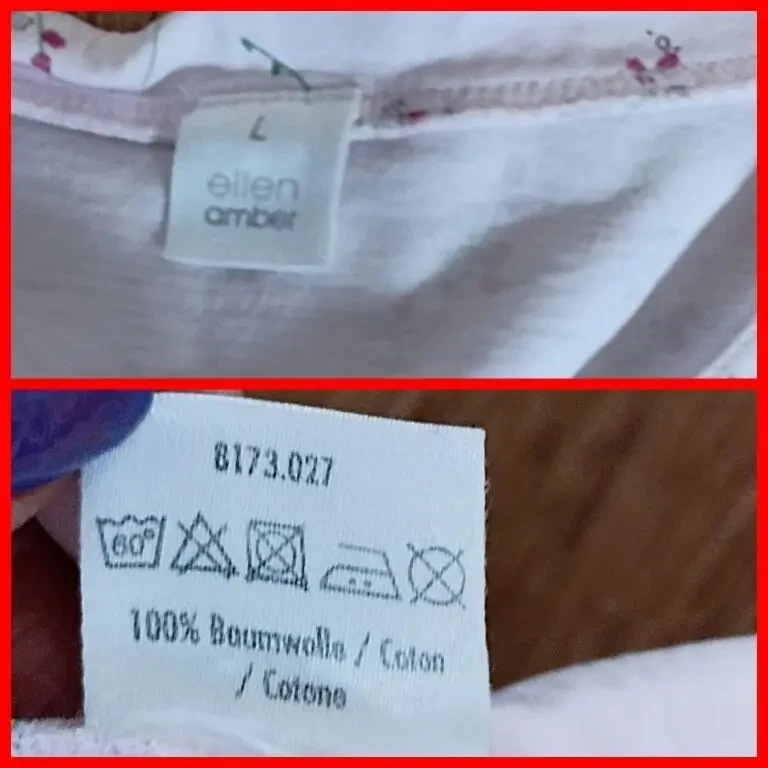 L
ellen
amber
8173.027
60°
100% Baumwolle / Coton
/ Cotone